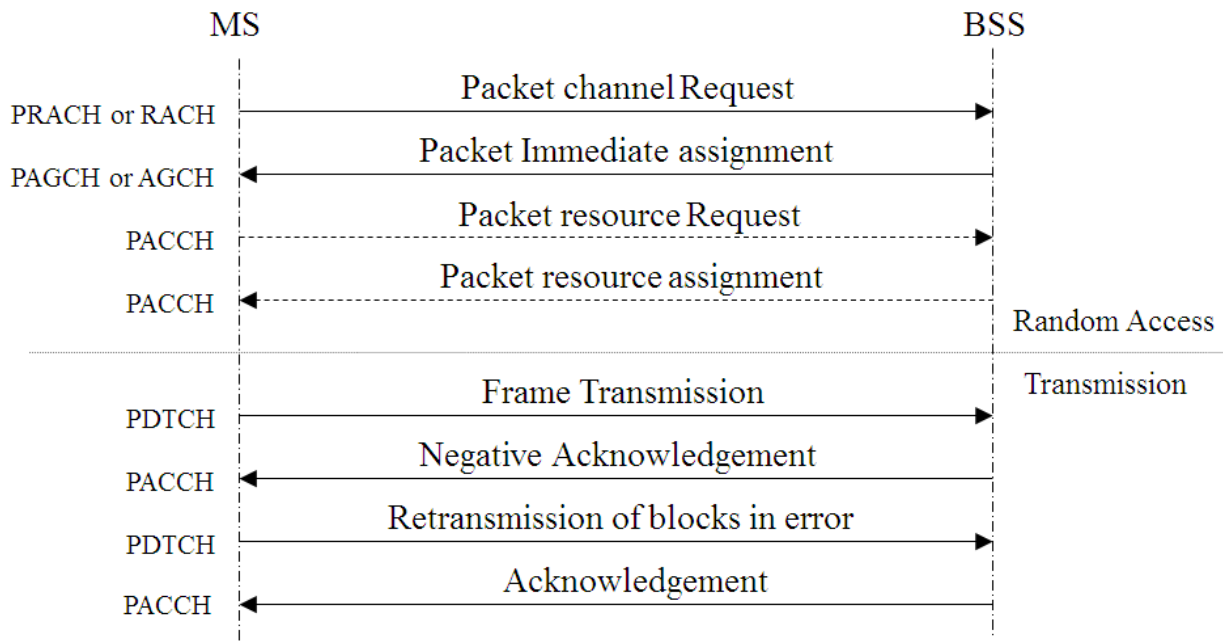 MS
BSS
Packet channel Request
PRACH or RACH
Packet Immediate assignment
PAGCH or AGCH
Packet resource Request
PACCH
Packet resource assignment
PACCH
Random Access
Transmission
Frame Transmission
PDTCH
Negative Acknowledgement
PACCH
Retransmission of blocks in error
PDTCH
Acknowledgement
PACCH